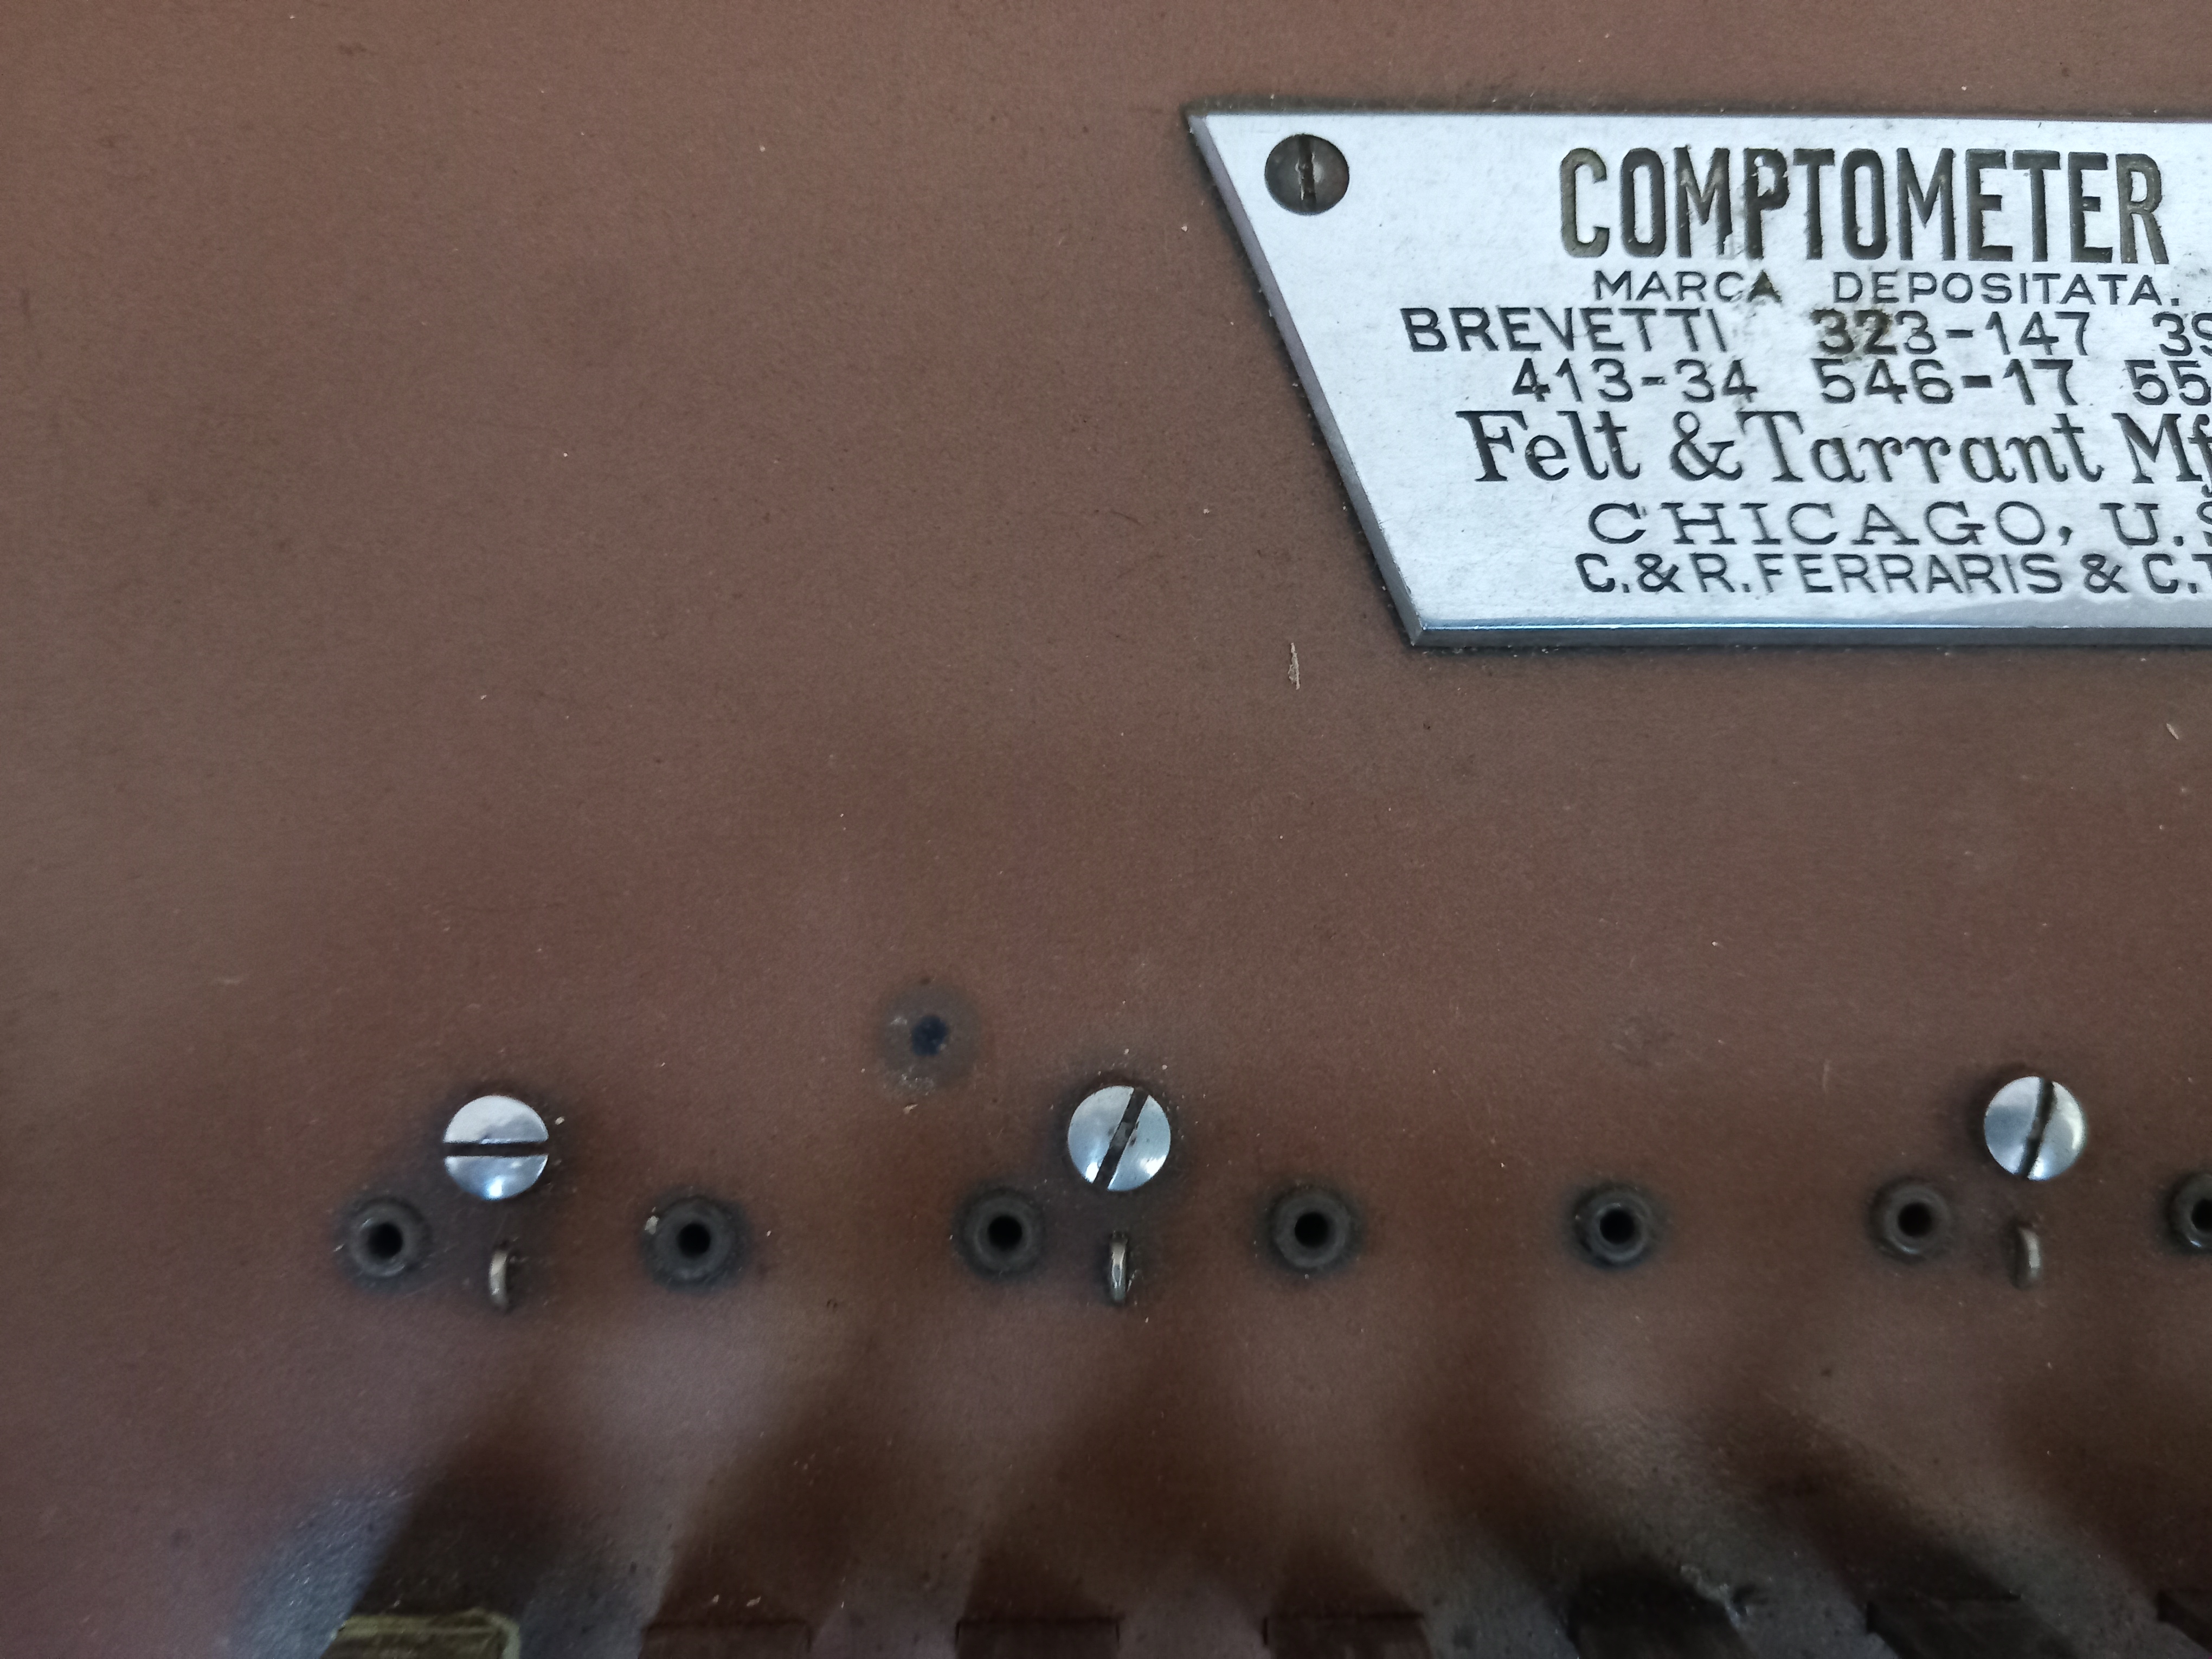 COMPTOMETER
MARCA DEPOSITATA.
BREVETTI 323-147
413-34 546-17
Felt & Tarrant
CHICAGO,
C.&R.FERRARIS & C.